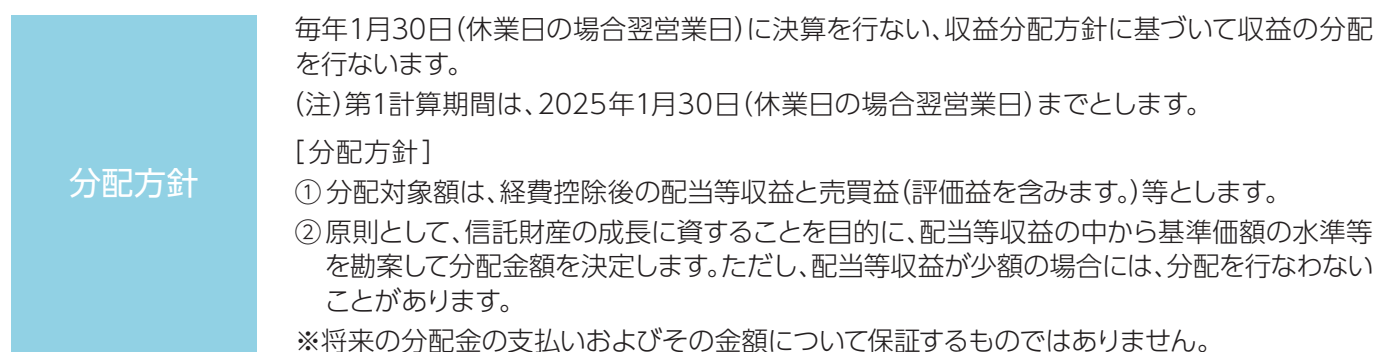 分配方針
毎年1月30日(休業日の場合翌営業日)に決算を行ない、収益分配方針に基づいて収益の分配
を行ないます。
(注)第1計算期間は、2025年1月30日(休業日の場合翌営業日)までとします。
[分配方針]
①分配対象額は、経費控除後の配当等収益と売買益(評価益を含みます。)等とします。
②原則として、信託財産の成長に資することを目的に、配当等収益の中から基準価額の水準等
を勘案して分配金額を決定します。ただし、配当等収益が少額の場合には、分配を行なわない
ことがあります。
※将来の分配金の支払いおよびその金額について保証するものではありません。